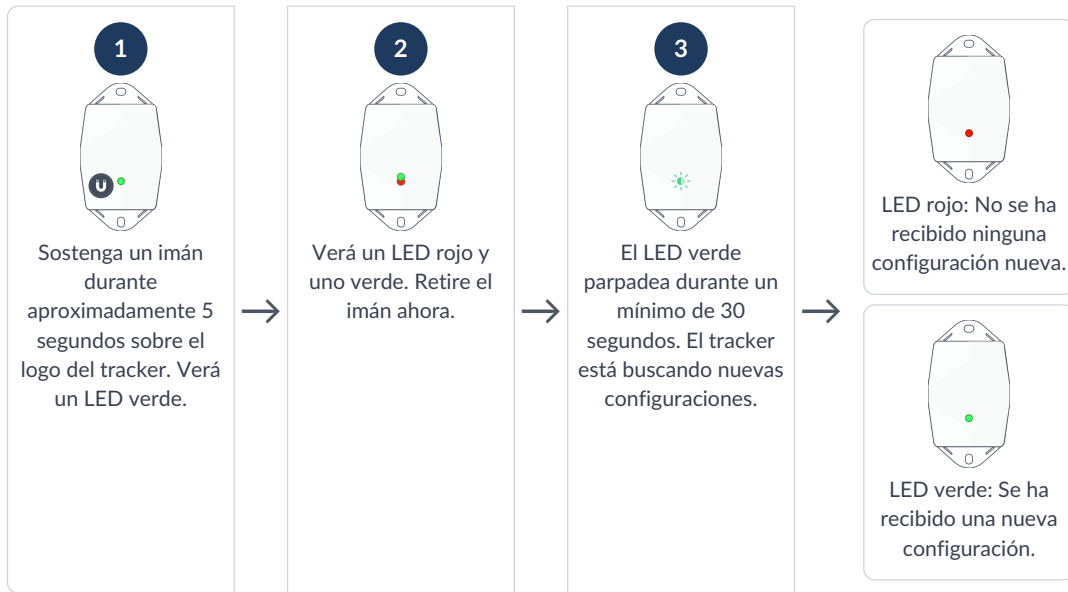 1
Sostenga un imán
durante
aproximadamente 5
segundos sobre el
logo del tracker. Verá
un LED verde.
2
Verá un LED rojo y
uno verde. Retire el
imán ahora.
3
El LED verde
parpadea durante un
mínimo de 30
segundos. El tracker
está buscando nuevas
configuraciones.
LED rojo: No se ha
recibido ninguna
configuración nueva.
LED verde: Se ha
recibido una nueva
configuración.